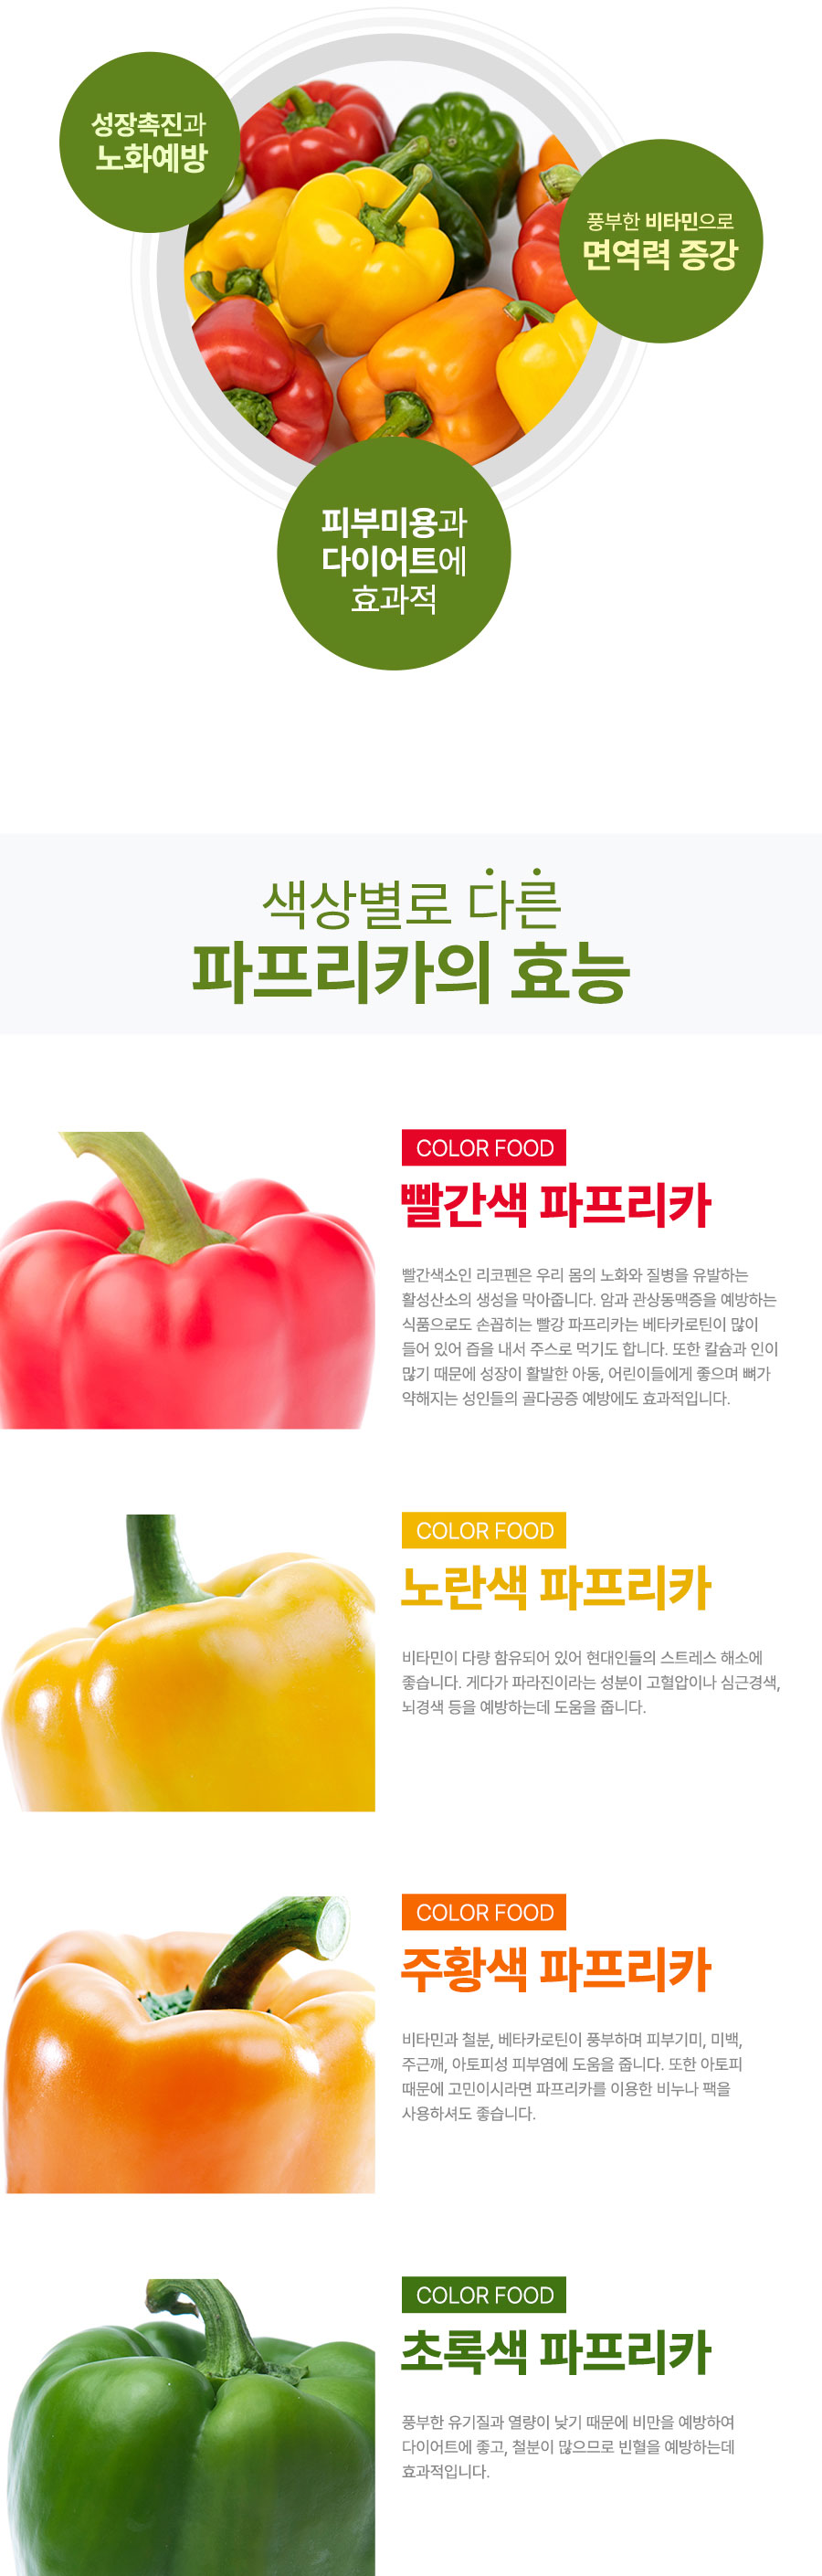 성장촉진과
노화예방
풍부한 비타민으로
면역력 증강
피부미용과
다이어트에
효과적
색상별로 다른
파프리카의 효능
COLOR FOOD
빨간색 파프리카
빨간색소인 리코펜은 우리 몸의 노화와 질병을 유발하는
활성산소의 생성을 막아줍니다. 암과 관상동맥증을 예방하는
식품으로도 손꼽히는 빨강 파프리카는 베타카로틴이 많이
들어 있어 즙을 내서 주스로 먹기도 합니다. 또한 칼슘과 인이
많기 때문에 성장이 활발한 아동, 어린이들에게 좋으며 뼈가
약해지는 성인들의 골다공증 예방에도 효과적입니다.
COLOR FOOD
노란색 파프리카
비타민이 다량 함유되어 있어 현대인들의 스트레스 해소에
좋습니다. 게다가 파라진이라는 성분이 고혈압이나 심근경색,
뇌경색 등을 예방하는데 도움을 줍니다.
COLOR FOOD
주황색 파프리카
비타민과 철분, 베타카로틴이 풍부하며 피부기미, 미백,
주근깨, 아토피성 피부염에 도움을 줍니다. 또한 아토피
때문에 고민이시라면 파프리카를 이용한 비누나 팩을
사용하셔도 좋습니다.
COLOR FOOD
초록색 파프리카
풍부한 유기질과 열량이 낮기 때문에 비만을 예방하여
다이어트에 좋고, 철분이 많으므로 빈혈을 예방하는데
효과적입니다.